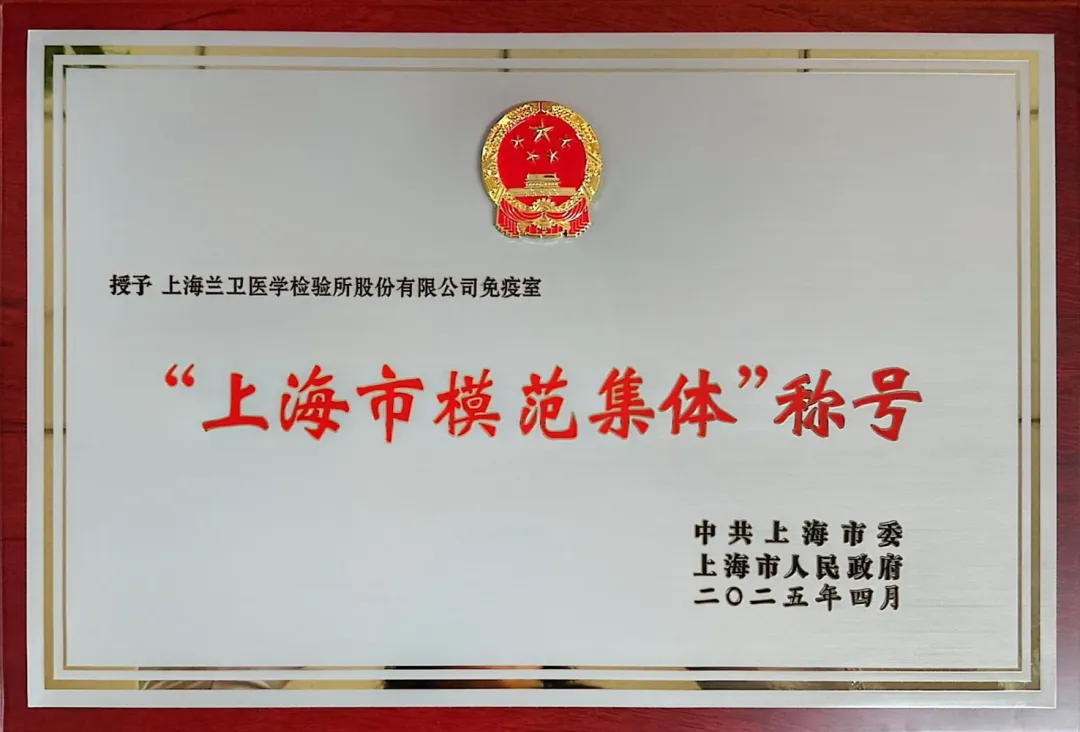 授予 上海兰卫医学检验所股份有限公司免疫室
“上海市模范集体”称号
中共上海市委
上海市人民政府
二〇二五年四月